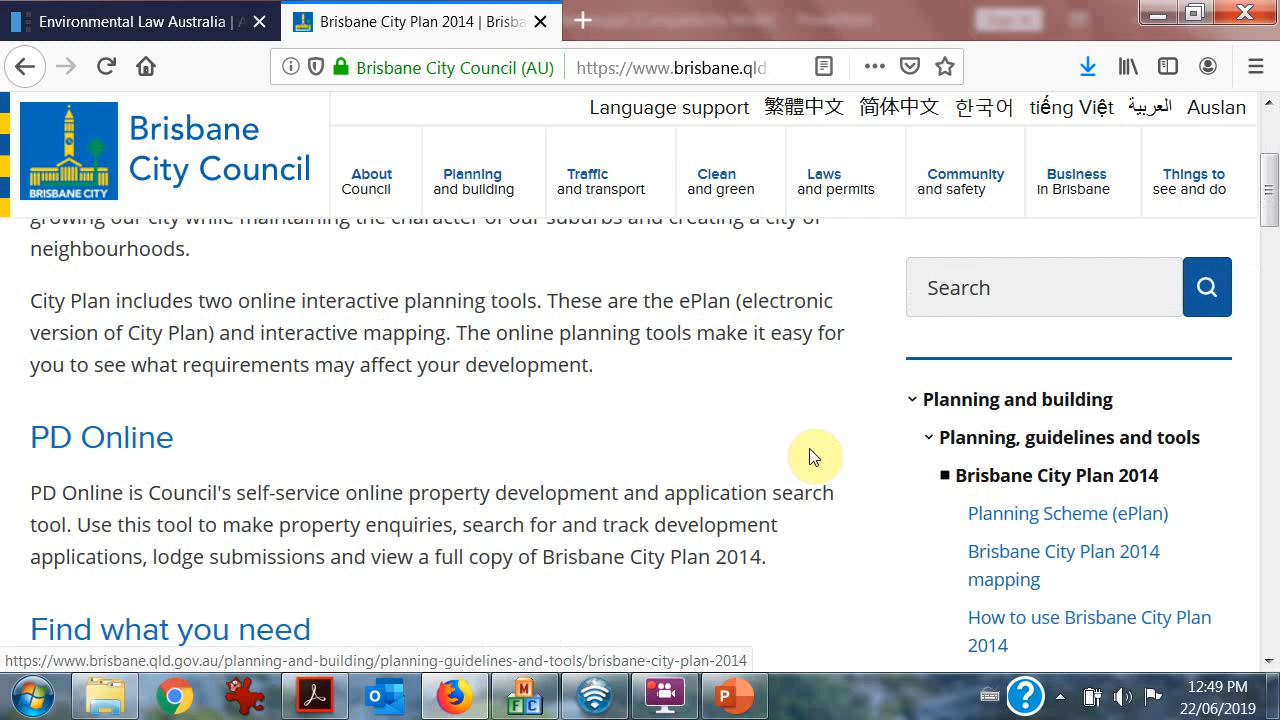 Environmental Law Australia | A
Brisbane City Plan 2014 | Brisba
Brisbane City Council (AU)
https://www.brisbane.qld
Language support 繁體中文 简体中文 한국어 tiếng Việt العربية Auslan
Brisbane
City Council
BRISBANE CITY
About
Council
Planning
and building
Traffic
and transport
Clean
and green
Laws
and permits
Community
and safety
Business
in Brisbane
Things to
see and do
growing our city while maintaining the character of our suburbs and creating a city of
neighbourhoods.
City Plan includes two online interactive planning tools. These are the ePlan (electronic
version of City Plan) and interactive mapping. The online planning tools make it easy for
you to see what requirements may affect your development.
PD Online
PD Online is Council's self-service online property development and application search
tool. Use this tool to make property enquiries, search for and track development
applications, lodge submissions and view a full copy of Brisbane City Plan 2014.
Find what you need
Search
Planning and building
Planning, guidelines and tools
Brisbane City Plan 2014
Planning Scheme (ePlan)
Brisbane City Plan 2014
mapping
How to use Brisbane City Plan
2014
https://www.brisbane.qld.gov.au/planning-and-building/planning-guidelines-and-tools/brisbane-city-plan-2014
12:49 PM
22/06/2019